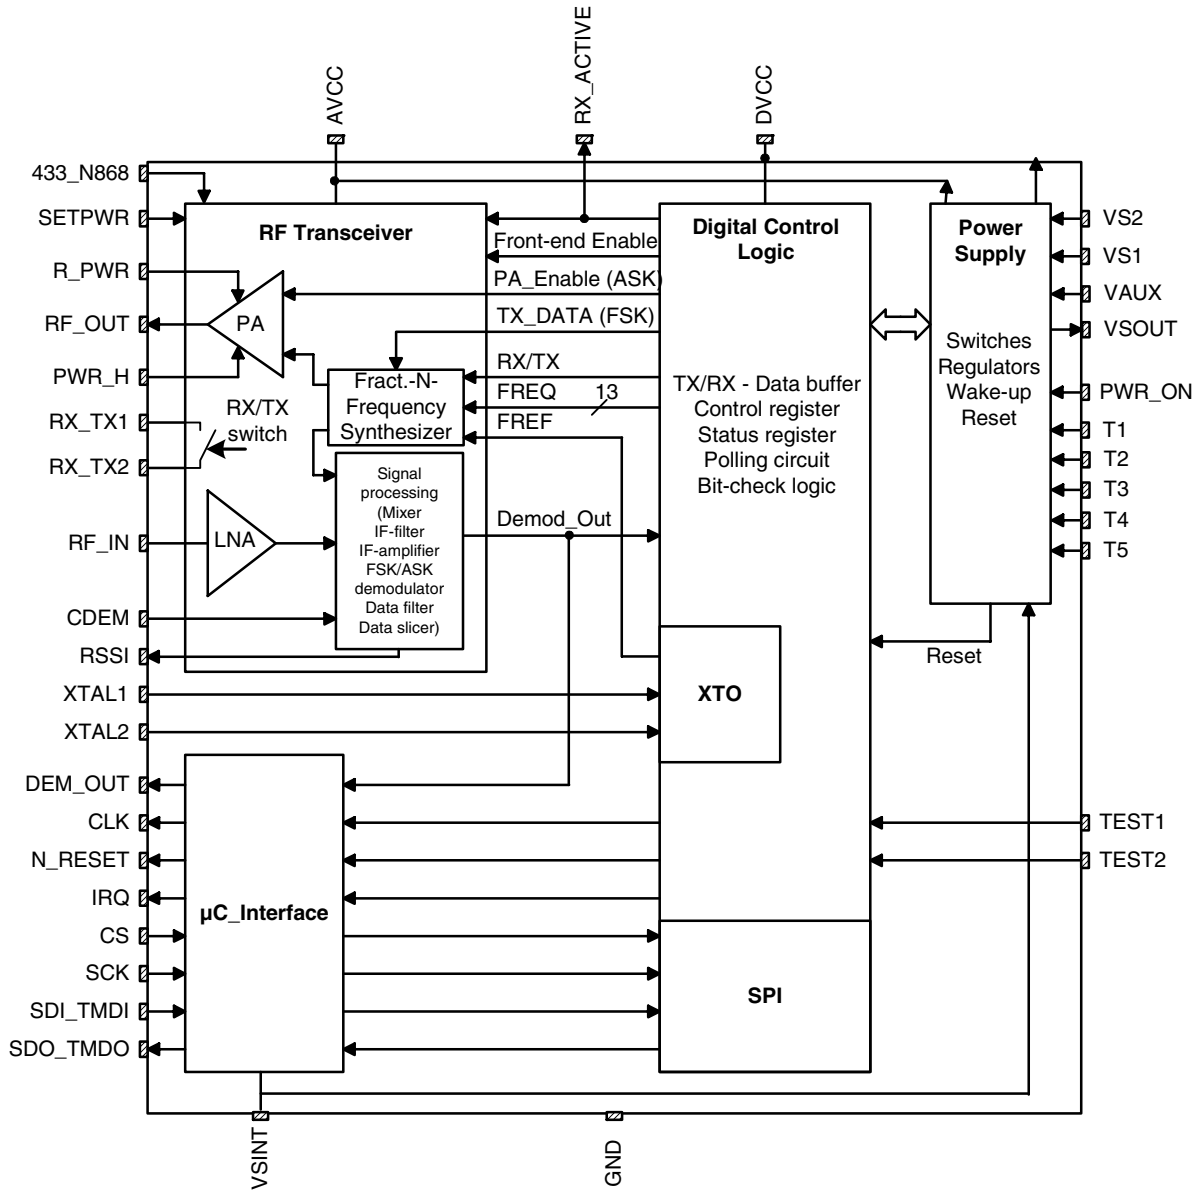 AVCC
RX_ACTIVE
DVCC
433_N868
SETPWR
R_PWR
RF_OUT
PWR_H
RX_TX1
RX_TX2
RF_IN
CDEM
RSSI
XTAL1
XTAL2
DEM_OUT
CLK
N_RESET
IRQ
CS
SCK
SDI_TMDI
SDO_TMDO
RF Transceiver
PA
RX/TX
switch
LNA
Fract.-N-
Frequency
Synthesizer
Signal
processing
(Mixer
IF-filter
IF-amplifier
FSK/ASK
demodulator
Data filter
Data slicer)
Front-end Enable
PA_Enable (ASK)
TX_DATA (FSK)
RX/TX
FREQ
13
FREF
Demod_Out
Digital Control
Logic
TX/RX - Data buffer
Control register
Status register
Polling circuit
Bit-check logic
XTO
SPI
µC_Interface
Power
Supply
Switches
Regulators
Wake-up
Reset
Reset
VS2
VS1
VAUX
VSOUT
PWR_ON
T1
T2
T3
T4
T5
TEST1
TEST2
VSINT
GND